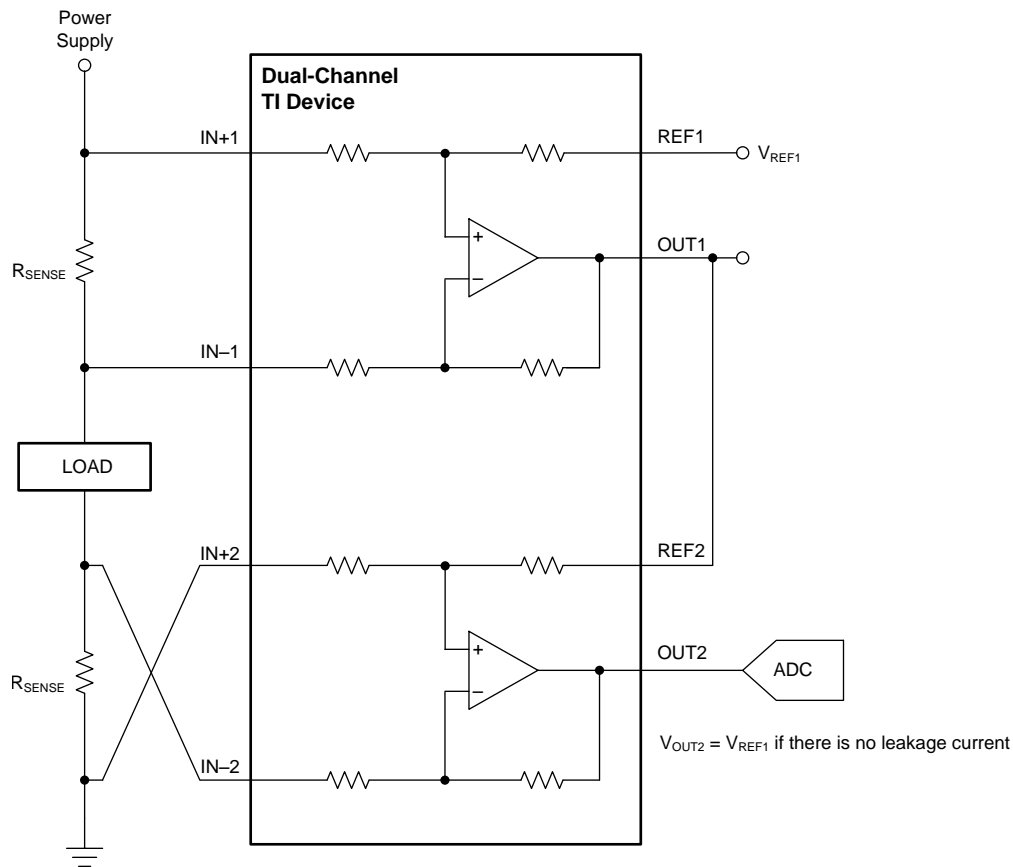 Power
Supply
Dual-Channel
TI Device
IN+1
REF1
VREF1
+
RSENSE
OUT1
–
IN–1
LOAD
IN+2
REF2
+
OUT2
RSENSE
–
ADC
VOUT2 = VREF1 if there is no leakage current
IN–2